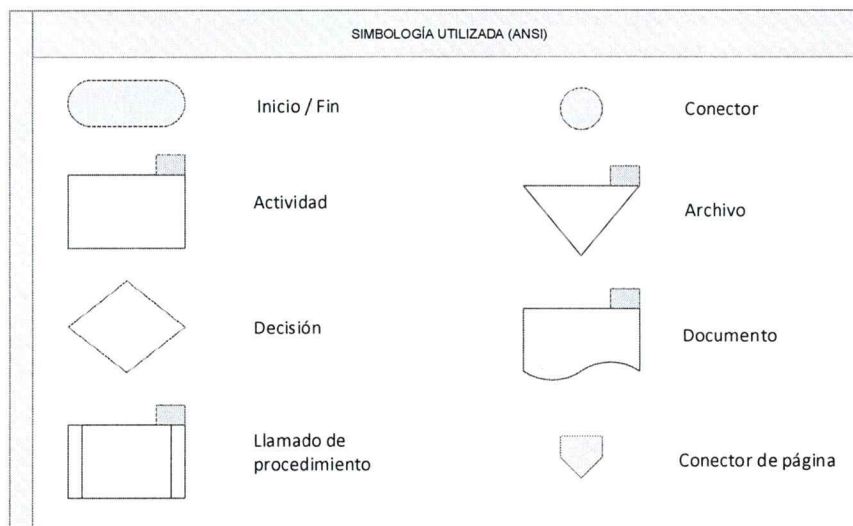 SIMBOLOGÍA UTILIZADA (ANSI)
Inicio / Fin
Conector
Actividad
Archivo
Decisión
Documento
Llamado de
procedimiento
Conector de página